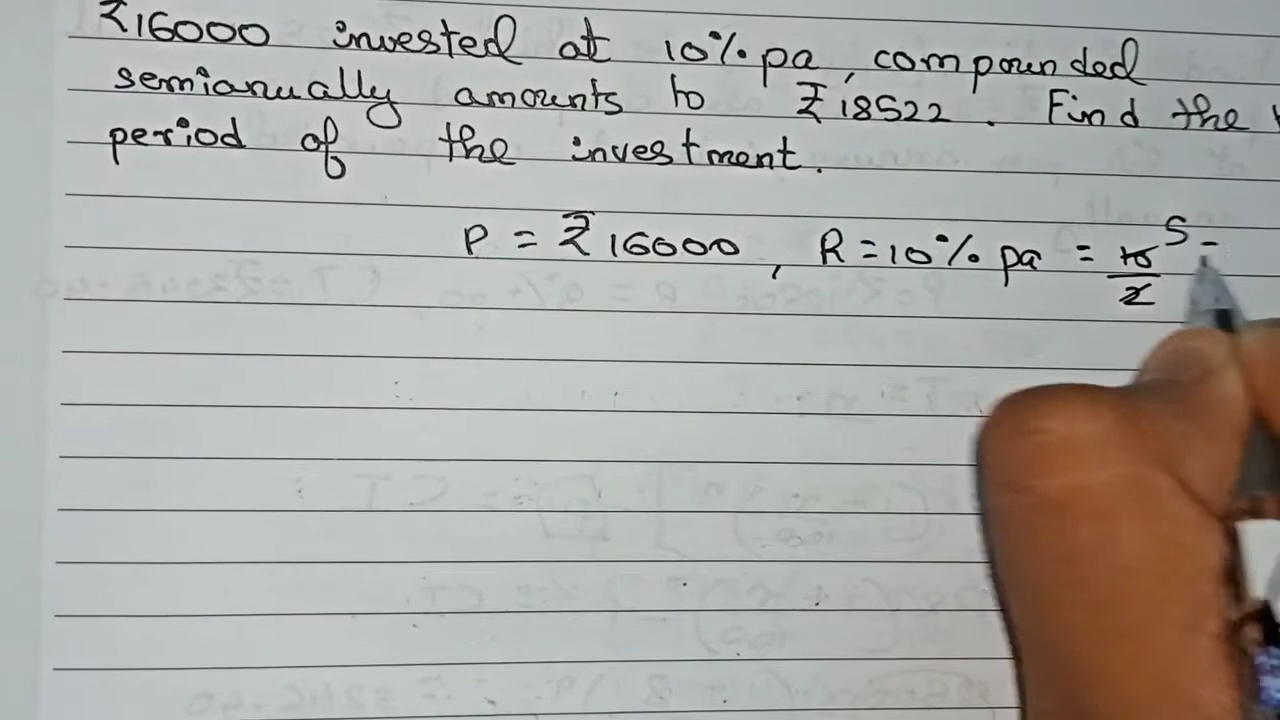 ₹16000 invested at 10% pa, compounded
semianually amounts to ₹18522. Find the
period of the investment.
P = ₹16000, R = 10% pa = 10/2 5 =